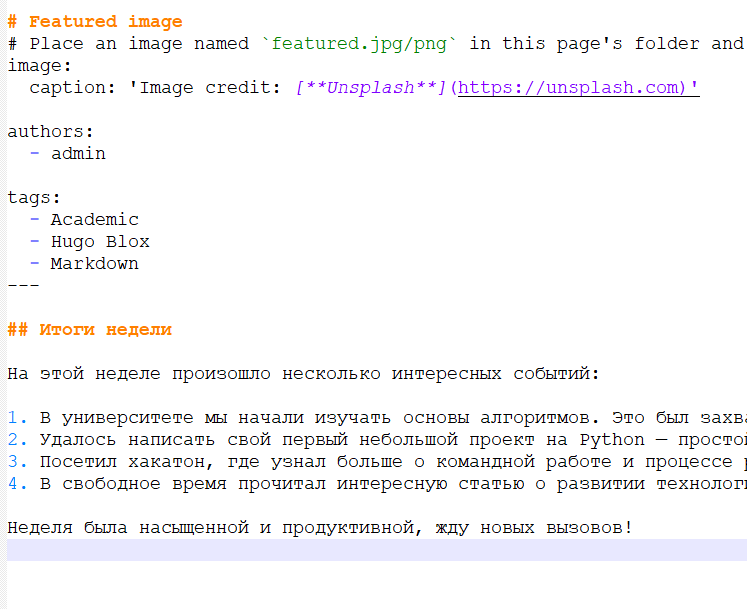 # Featured image
# Place an image named `featured.jpg/png` in this page's folder and
image:
  caption: 'Image credit: [**Unsplash**](https://unsplash.com)'
authors:
  - admin
tags:
  - Academic
  - Hugo Blox
  - Markdown
---
## Итоги недели
На этой неделе произошло несколько интересных событий:
1. В университете мы начали изучать основы алгоритмов. Это был
2. Удалось написать свой первый небольшой проект на Python — простой
3. Посетил хакатон, где узнал больше о командной работе и процессе
4. В свободное время прочитал интересную статью о развитии
Неделя была насыщенной и продуктивной, жду новых вызовов!